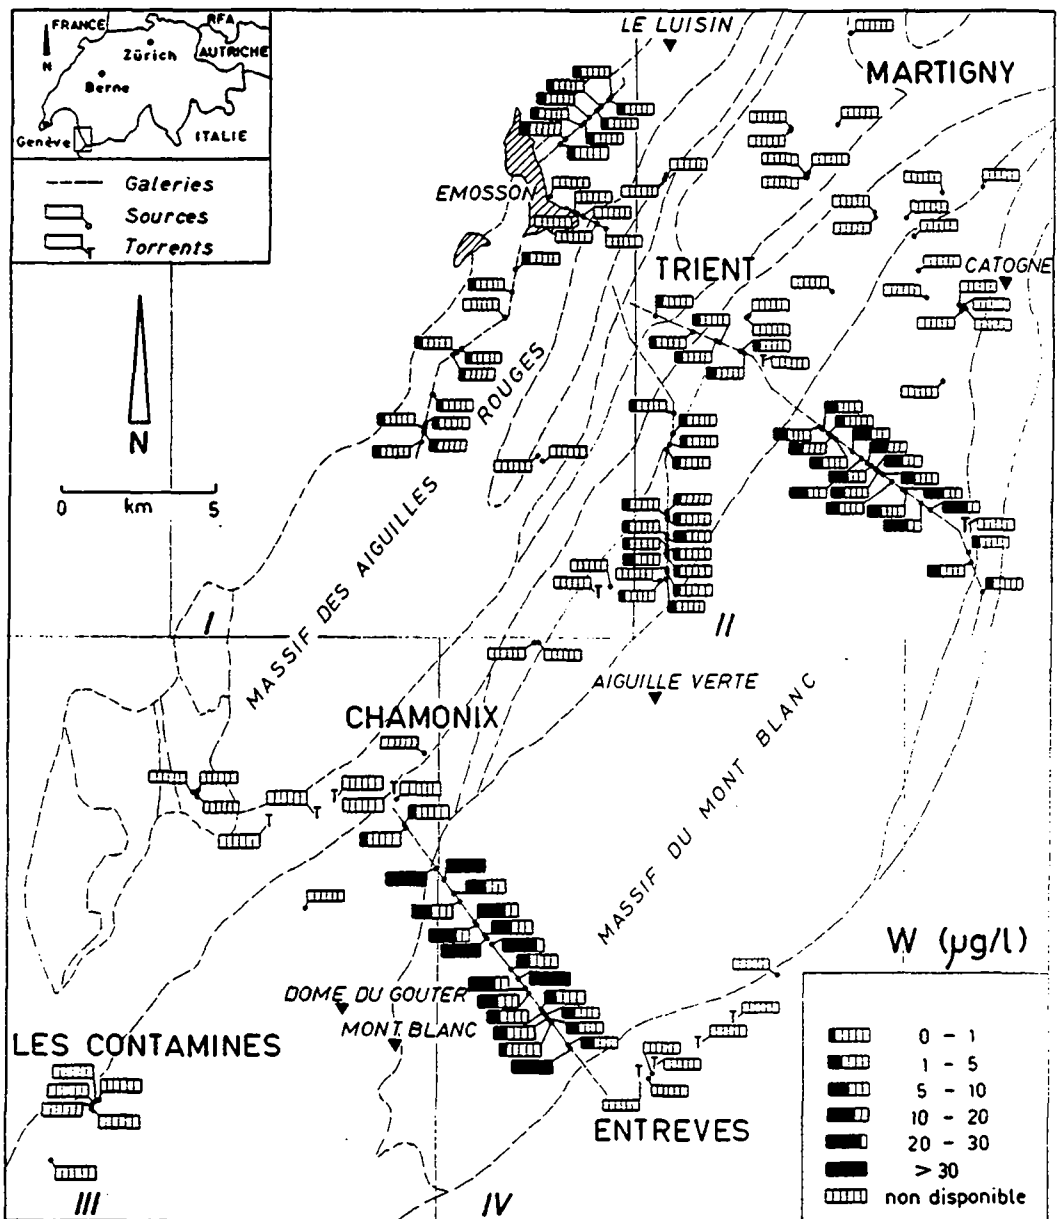 FRANCE
RFA
Zürich
AUTRICHE
N
Berne
Genève
ITALIE
Galeries
Sources
Torrents
LE LUISIN
MARTIGNY
EMOSSON
TRIENT
CATOGNE
N
0 km 5
MASSIF DES AIGUILLES ROUGES
I
II
AIGUILLE VERTE
CHAMONIX
MASSIF DU MONT BLANC
DOME DU GOUTER
MONT BLANC
LES CONTAMINES
ENTREVES
III
IV
W (µg/l)
0 - 1
1 - 5
5 - 10
10 - 20
20 - 30
> 30
non disponible
T
T
T
T
T
T
T
T
T
T
T